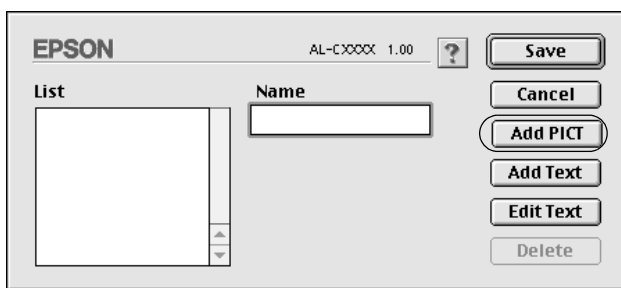 EPSON
AL-CXXXX 1.00
?
Save
List
Name
Cancel
Add PICT
Add Text
Edit Text
Delete